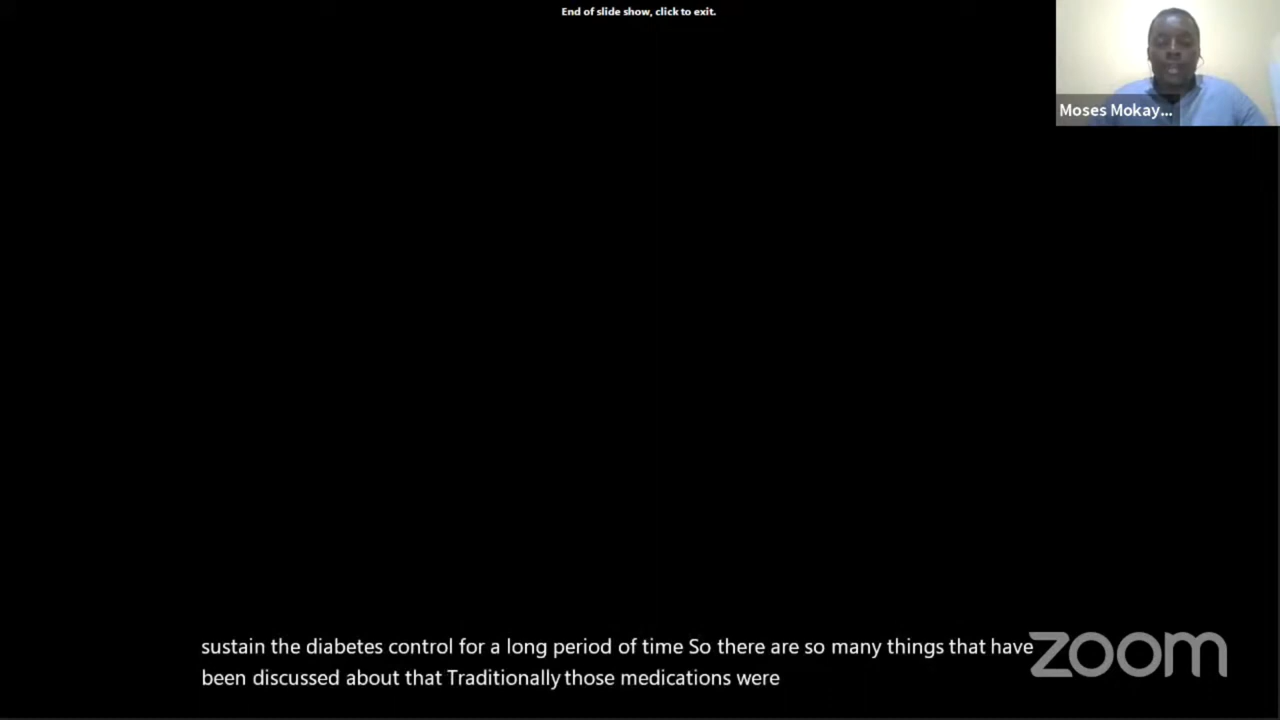 End of slide show, click to exit.
Moses Mokay...
sustain the diabetes control for a long period of time So there are so many things that have
been discussed about that Traditionally those medications were
zoom